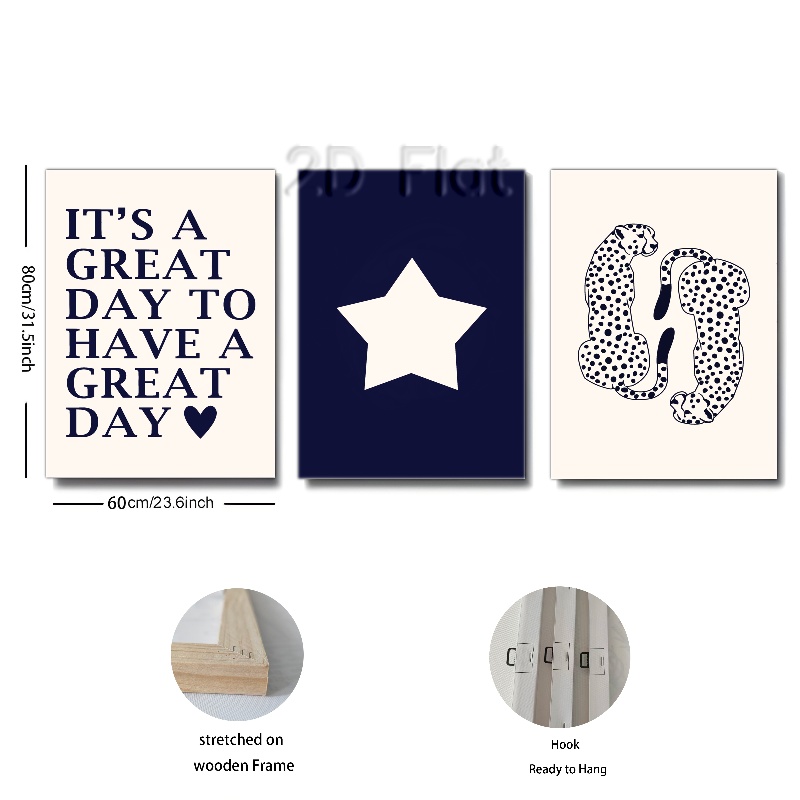 2D Flat
IT'S A
GREAT
DAY TO
HAVE A
GREAT
DAY
80cm/31.5inch
60cm/23.6inch
stretched on
wooden Frame
Hook
Ready to Hang